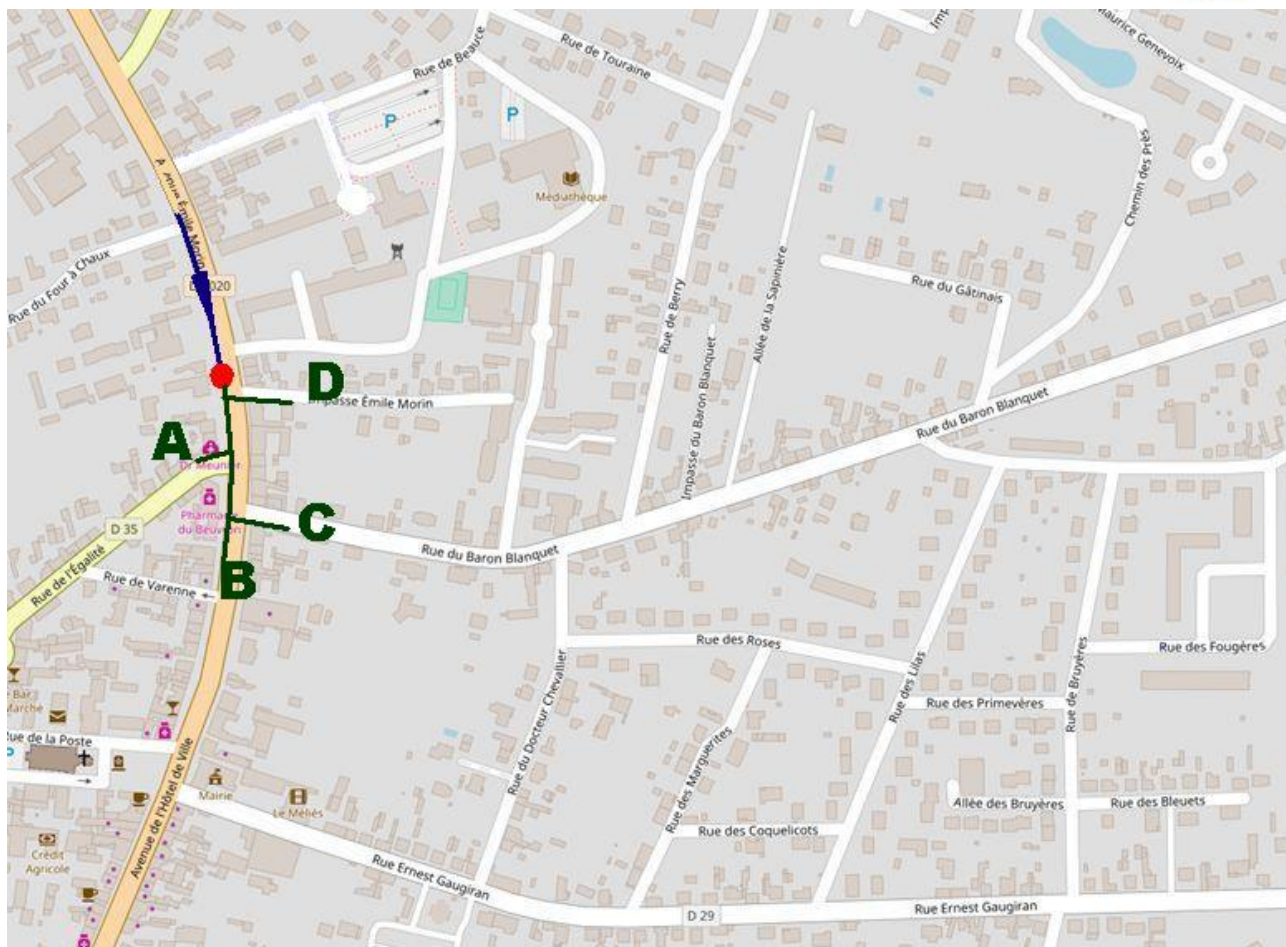 Maurice Genevoix
Rue de Touraine
Rue de Beauce
P
P
Médiathèque
Chemin des Prés
Émile Morin
Rue du Four à Chaux
Rue du Gâtinais
Rue de Berry
Allée de la Sapinière
Impasse du Baron Blanquet
Rue du Baron Blanquet
D
Impasse Émile Morin
A
Dr Meunier
Pharmacie
du Beuvron
C
D 35
Rue du Baron Blanquet
B
Rue de l'Égalité
Rue de Varenne
Rue des Roses
Rue des Fougères
Rue du Docteur Chevallier
Rue des Lilas
Rue de Bruyères
Rue des Primevères
Bar
Marche
Rue de la Poste
P
Avenue de l'Hôtel de Ville
Mairie
Le Méliès
Rue des Marguerites
Allée des Bruyères
Rue des Bleuets
Rue des Coquelicots
Crédit
Agricole
Rue Ernest Gaugiran
D 29
Rue Ernest Gaugiran